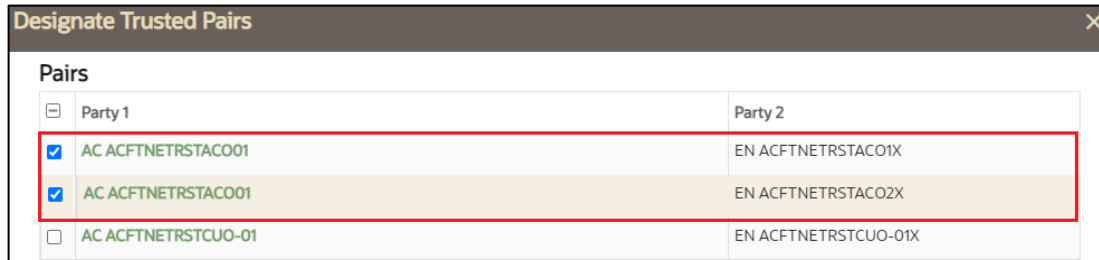 Designate Trusted Pairs
Pairs
Party 1 Party 2
AC ACFTNETRSTACO01 EN ACFTNETRSTACO1X
AC ACFTNETRSTACO01 EN ACFTNETRSTACO2X
AC ACFTNETRSTCUO-01 EN ACFTNETRSTCUO-01X